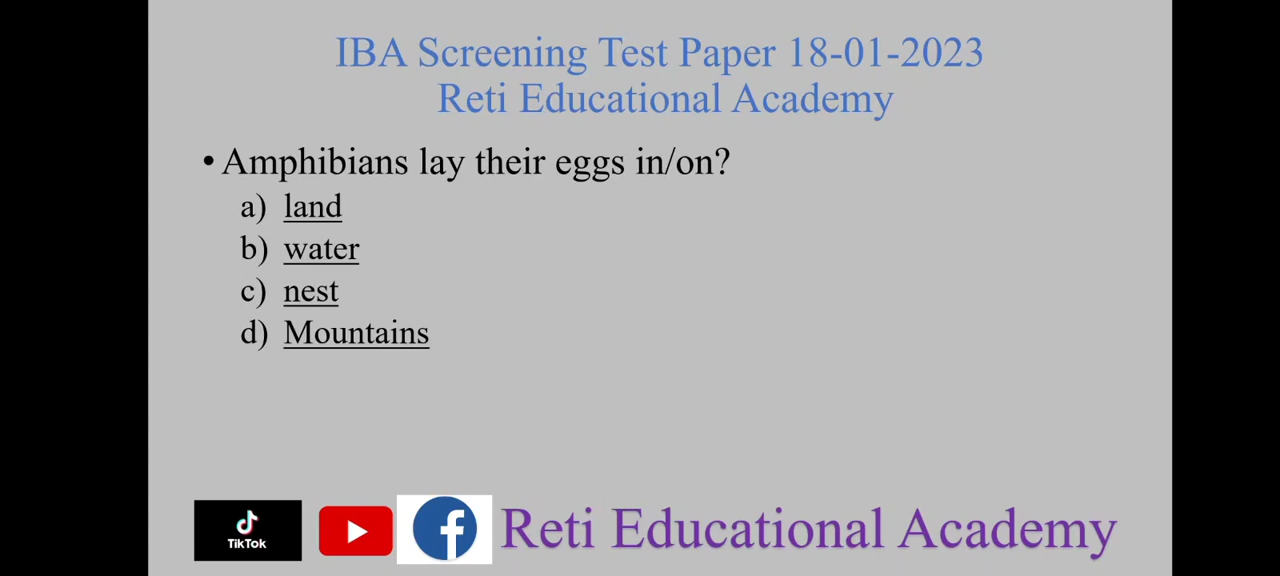 IBA Screening Test Paper 18-01-2023
Reti Educational Academy
• Amphibians lay their eggs in/on?
a) land
b) water
c) nest
d) Mountains
TikTok
Reti Educational Academy